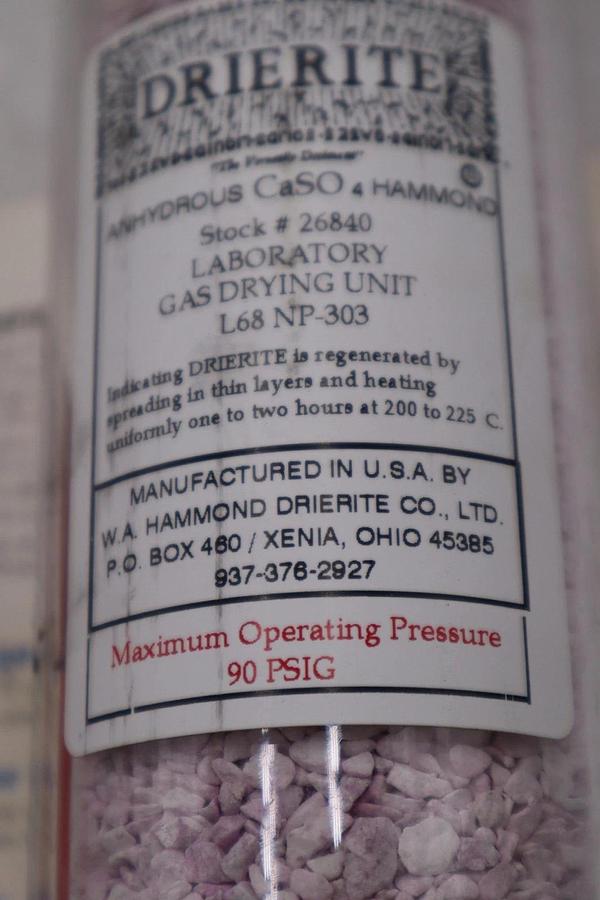 DRIERITE
"The Versatile Desiccant"
ANHYDROUS CaSO 4 HAMMOND
Stock # 26840
LABORATORY
GAS DRYING UNIT
L68 NP-303
Indicating DRIERITE is regenerated by
spreading in thin layers and heating
uniformly one to two hours at 200 to 225 C.
MANUFACTURED IN U.S.A. BY
W.A. HAMMOND DRIERITE CO., LTD.
P.O. BOX 460 / XENIA, OHIO 45385
937-376-2927
Maximum Operating Pressure
90 PSIG